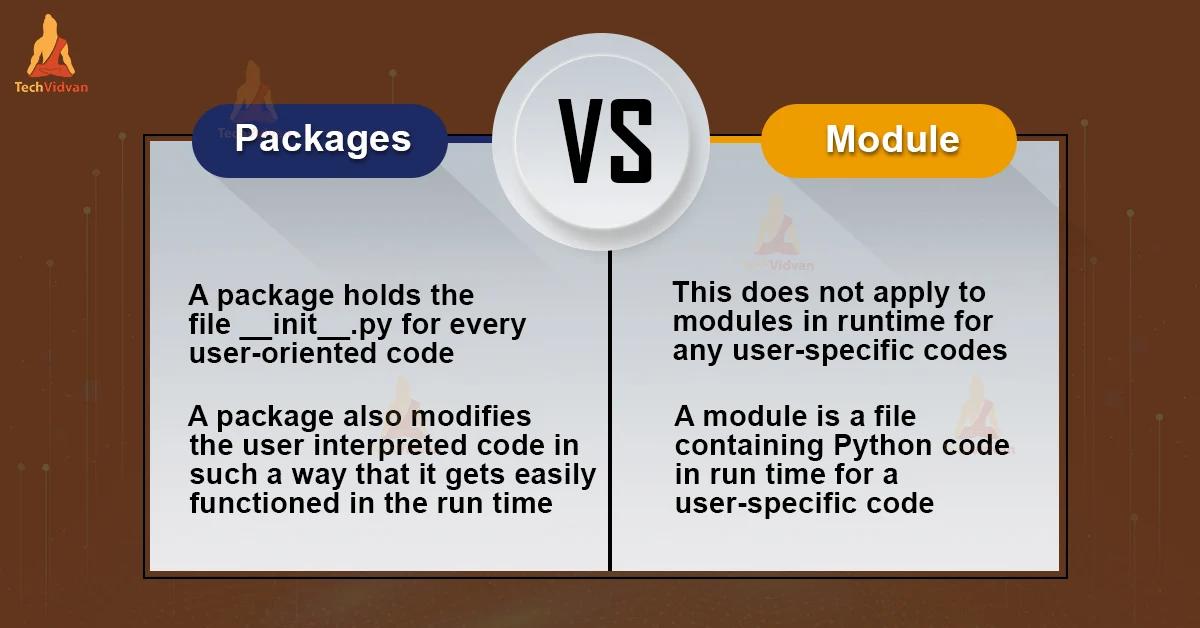 TechVidvan
Packages
VS
Module
A package holds the
file __init__.py for every
user-oriented code
A package also modifies
the user interpreted code in
such a way that it gets easily
functioned in the run time
This does not apply to
modules in runtime for
any user-specific codes
A module is a file
containing Python code
in run time for a
user-specific code